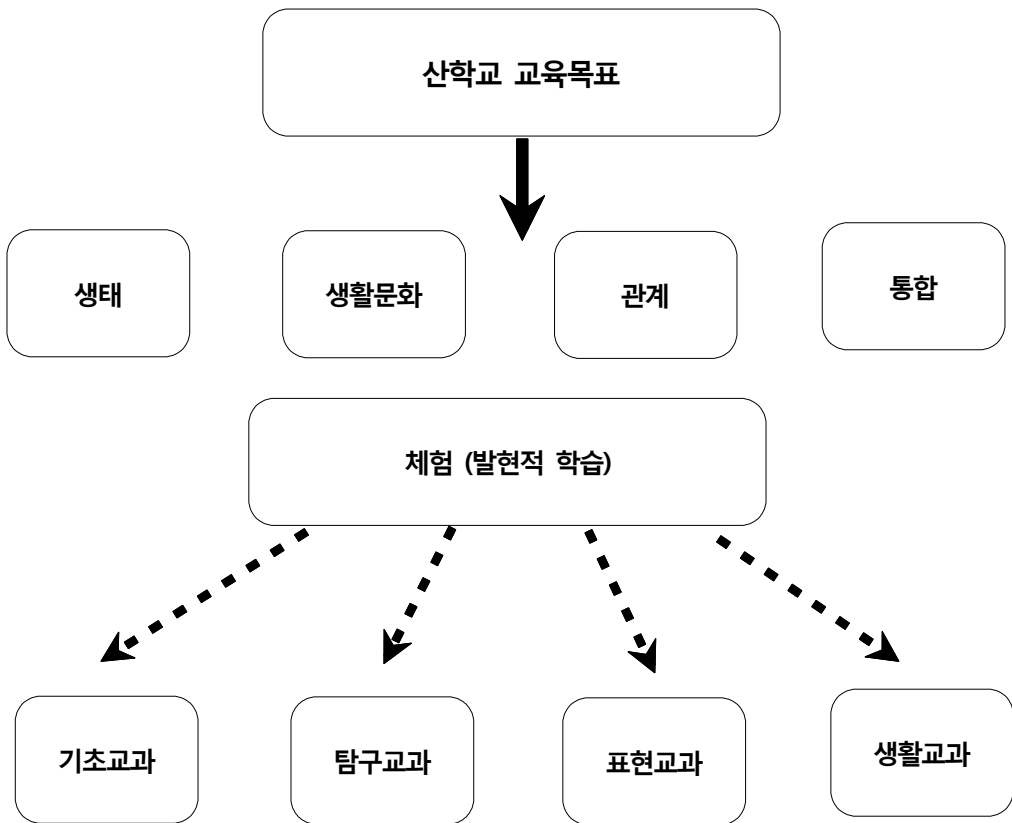 산학교 교육목표
생태
생활문화
관계
통합
체험 (발현적 학습)
기초교과
탐구교과
표현교과
생활교과